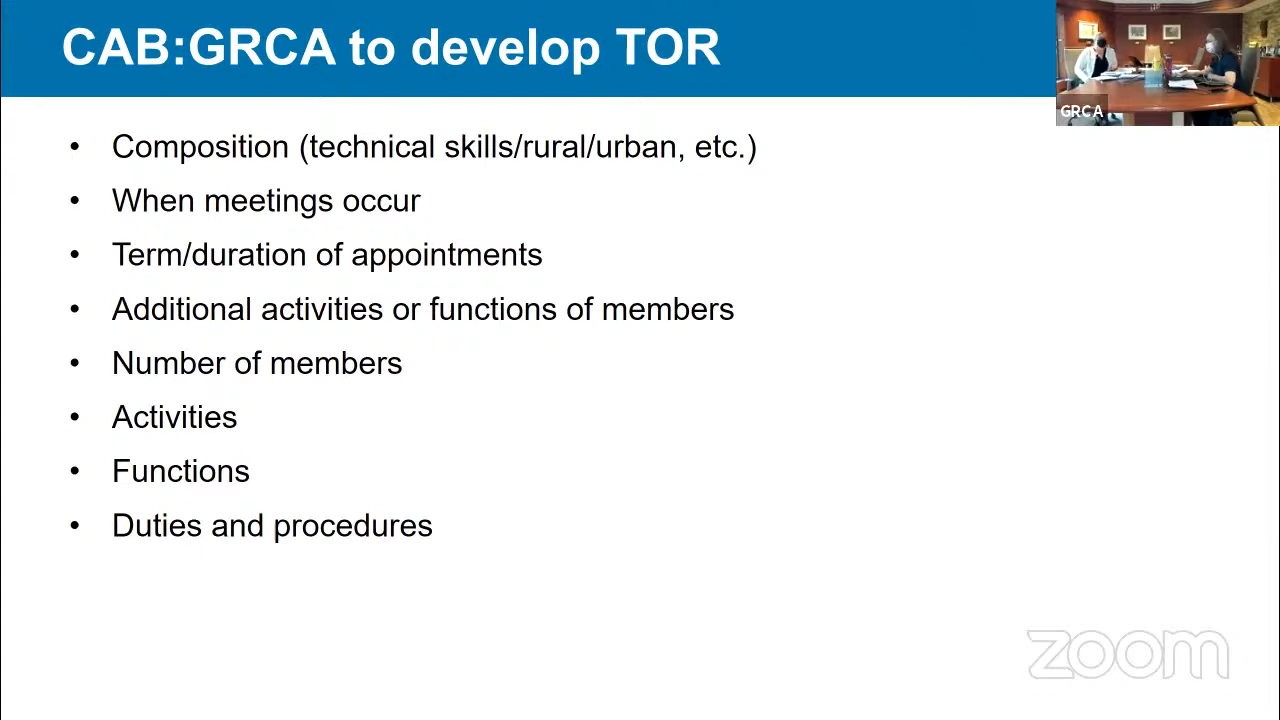 CAB:GRCA to develop TOR
GRCA
• Composition (technical skills/rural/urban, etc.)
• When meetings occur
• Term/duration of appointments
• Additional activities or functions of members
• Number of members
• Activities
• Functions
• Duties and procedures
zoom